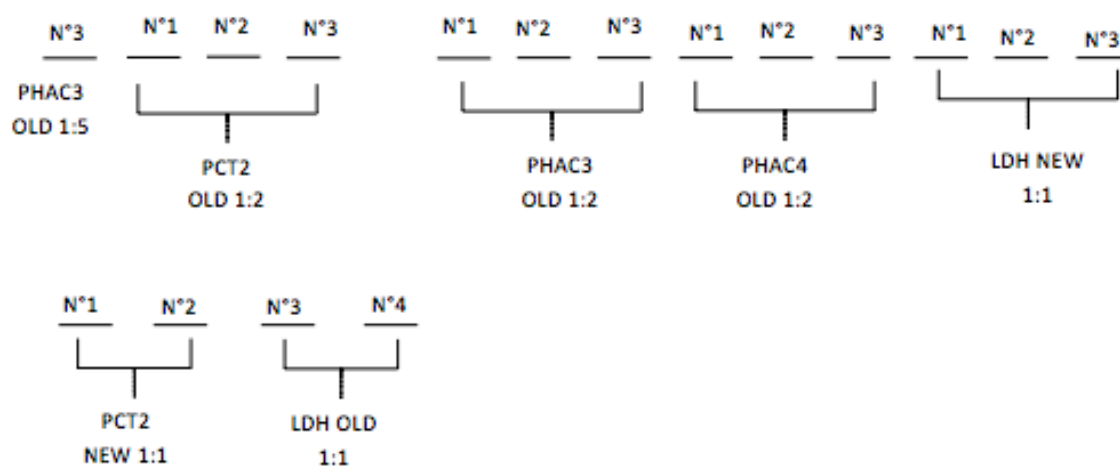 N°3 N°1 N°2 N°3 N°1 N°2 N°3 N°1 N°2 N°3 N°1 N°2 N°3
PHAC3
OLD 1:5
PCT2
OLD 1:2
PHAC3
OLD 1:2
PHAC4
OLD 1:2
LDH NEW
1:1
N°1 N°2 N°3 N°4
PCT2
NEW 1:1
LDH OLD
1:1